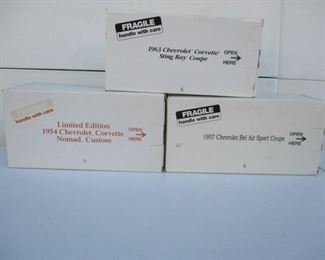 FRAGILE
handle with care
1963 Chevrolet Corvette
Sting Ray Coupe
OPEN
HERE
handle with care
Limited Edition
1954 Chevrolet, Corvette,
Nomad, Custom
OPEN
HERE
FRAGILE
handle with care
1957 Chevrolet Bel Air Sport Coupe
OPEN
HERE